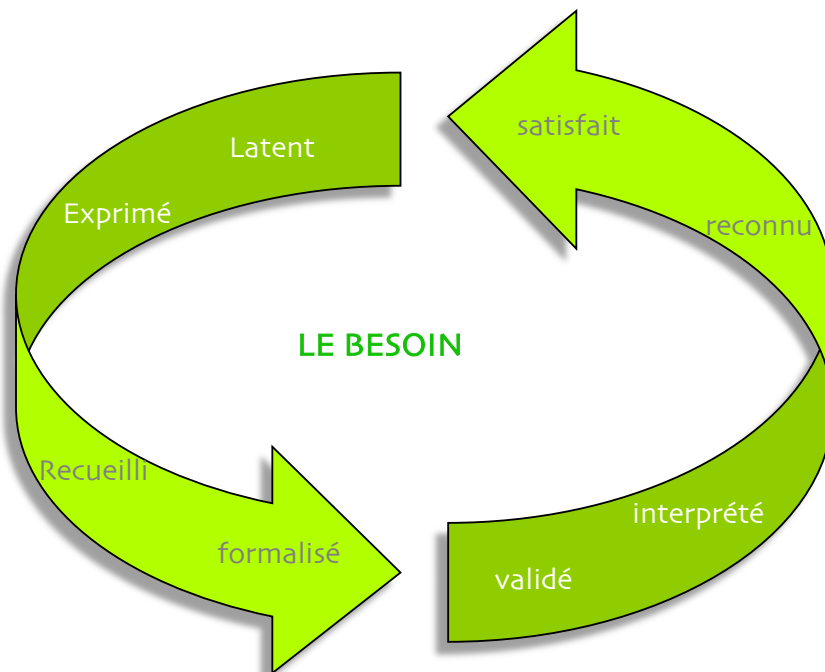 satisfait
Latent
Exprimé
reconnu
LE BESOIN
Recueilli
interprété
formalisé
validé